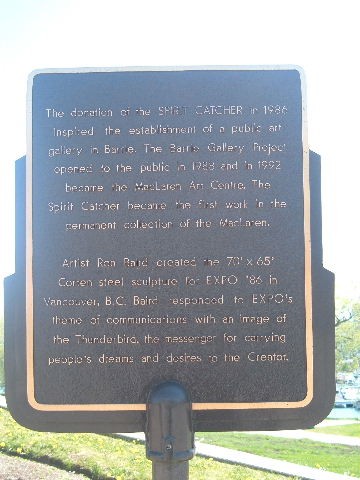 The donation of the SPIRIT CATCHER in 1986
inspired the establishment of a public art
gallery in Barrie. The Barrie Gallery Project
opened to the public in 1988 and in 1992
became the MacLaren Art Centre. The
Spirit Catcher became the first work in the
permanent collection of the MacLaren.
Artist Ron Baird created the 70' x 65'
Corten steel sculpture for EXPO '86 in
Vancouver, B.C. Baird responded to EXPO's
theme of communications with an image of
the Thunderbird, the messenger for carrying
people's dreams and desires to the Creator.